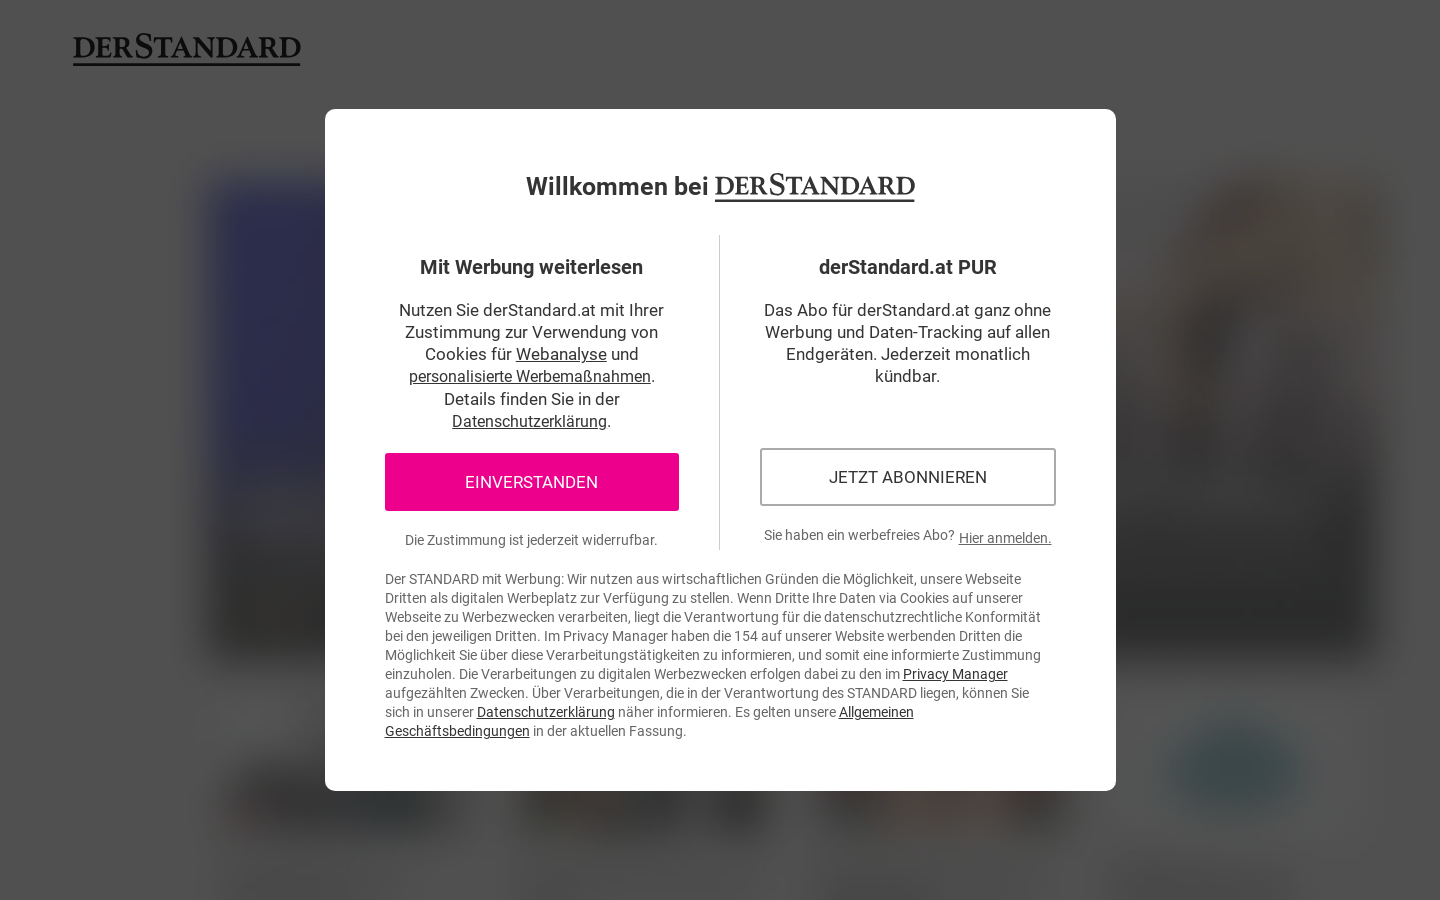 DERSTANDARD
Willkommen bei DERSTANDARD
Mit Werbung weiterlesen
Nutzen Sie derStandard.at mit Ihrer
Zustimmung zur Verwendung von
Cookies für Webanalyse und
personalisierte Werbemaßnahmen.
Details finden Sie in der
Datenschutzerklärung.
EINVERSTANDEN
Die Zustimmung ist jederzeit widerrufbar.
derStandard.at PUR
Das Abo für derStandard.at ganz ohne
Werbung und Daten-Tracking auf allen
Endgeräten. Jederzeit monatlich
kündbar.
JETZT ABONNIEREN
Sie haben ein werbefreies Abo? Hier anmelden.
Der STANDARD mit Werbung: Wir nutzen aus wirtschaftlichen Gründen die Möglichkeit, unsere Webseite
Dritten als digitalen Werbeplatz zur Verfügung zu stellen. Wenn Dritte Ihre Daten via Cookies auf unserer
Webseite zu Werbezwecken verarbeiten, liegt die Verantwortung für die datenschutzrechtliche Konformität
bei den jeweiligen Dritten. Im Privacy Manager haben die 154 auf unserer Website werbenden Dritten die
Möglichkeit Sie über diese Verarbeitungstätigkeiten zu informieren, und somit eine informierte Zustimmung
einzuholen. Die Verarbeitungen zu digitalen Werbezwecken erfolgen dabei zu den im Privacy Manager
aufgezählten Zwecken. Über Verarbeitungen, die in der Verantwortung des STANDARD liegen, können Sie
sich in unserer Datenschutzerklärung näher informieren. Es gelten unsere Allgemeinen
Geschäftsbedingungen in der aktuellen Fassung.